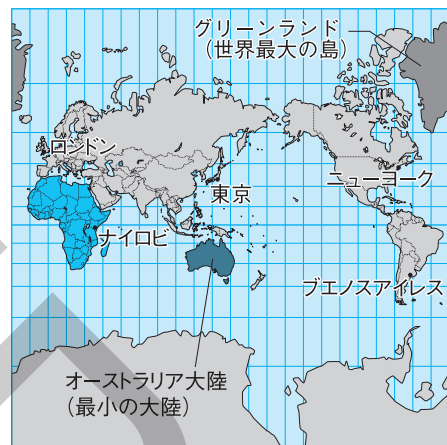 グリーンランド
（世界最大の島）
ロンドン
ニューヨーク
東京
ナイロビ
ブエノスアイレス
オーストラリア大陸
（最小の大陸）